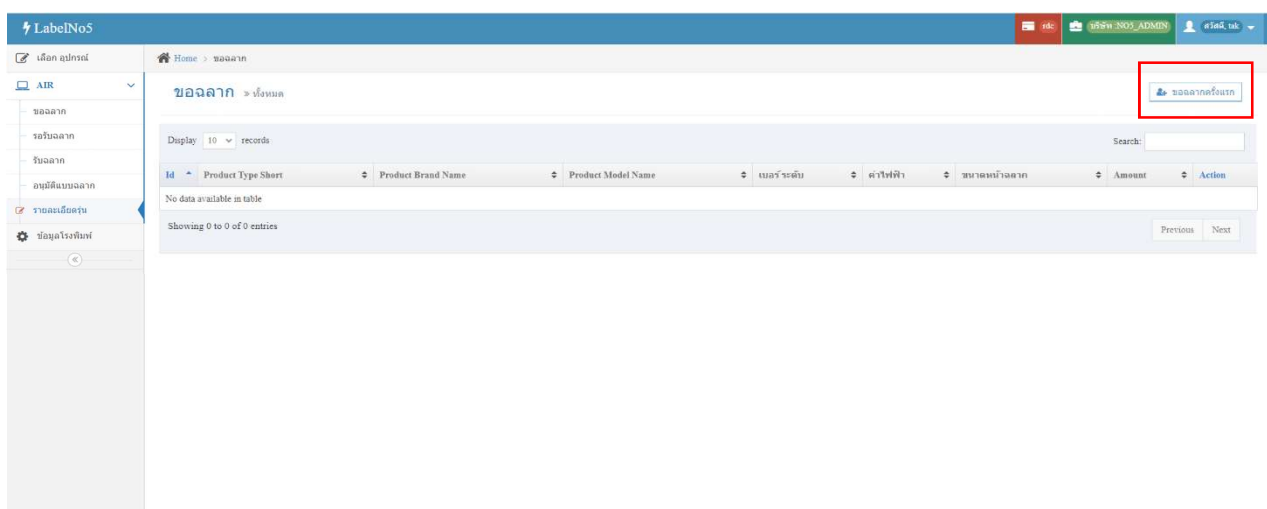 LabelNo5
rdc
บริษัท :NO5_ADMIN
สวัสดี, tak
เลือก อุปกรณ์
Home > ขอฉลาก
AIR
ขอฉลาก » ทั้งหมด
ขอฉลากครั้งแรก
ขอฉลาก
รอรับฉลาก
รับฉลาก
อนุมัติแบบฉลาก
รายละเอียดรุ่น
ข้อมูลโรงพิมพ์
Display 10 records
Search:
Id Product Type Short Product Brand Name Product Model Name เบอร์ ระดับ ค่าไฟฟ้า ขนาดหน้าฉลาก Amount Action
No data available in table
Showing 0 to 0 of 0 entries
Previous Next